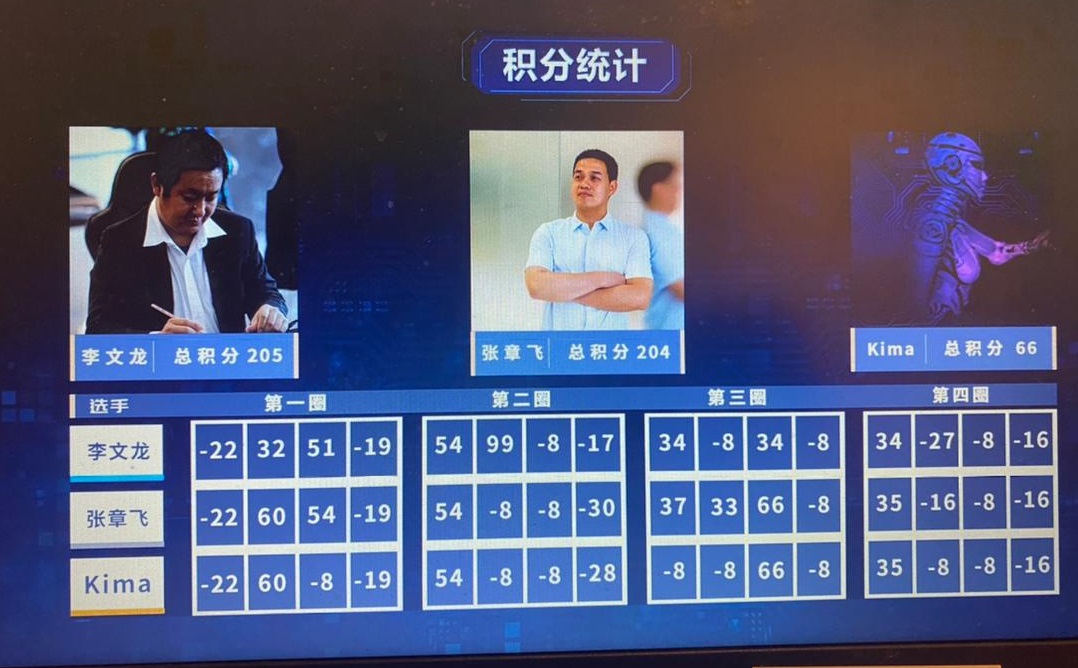 积分统计
李文龙 总积分 205
张章飞 总积分 204
Kima 总积分 66
选手 第一圈 第二圈 第三圈 第四圈
李文龙 -22 32 51 -19 54 99 -8 -17 34 -8 34 -8 34 -27 -8 -16
张章飞 -22 60 54 -19 54 -8 -8 -30 37 33 66 -8 35 -16 -8 -16
Kima -22 60 -8 -19 54 -8 -8 -28 -8 -8 66 -8 35 -8 -8 -16